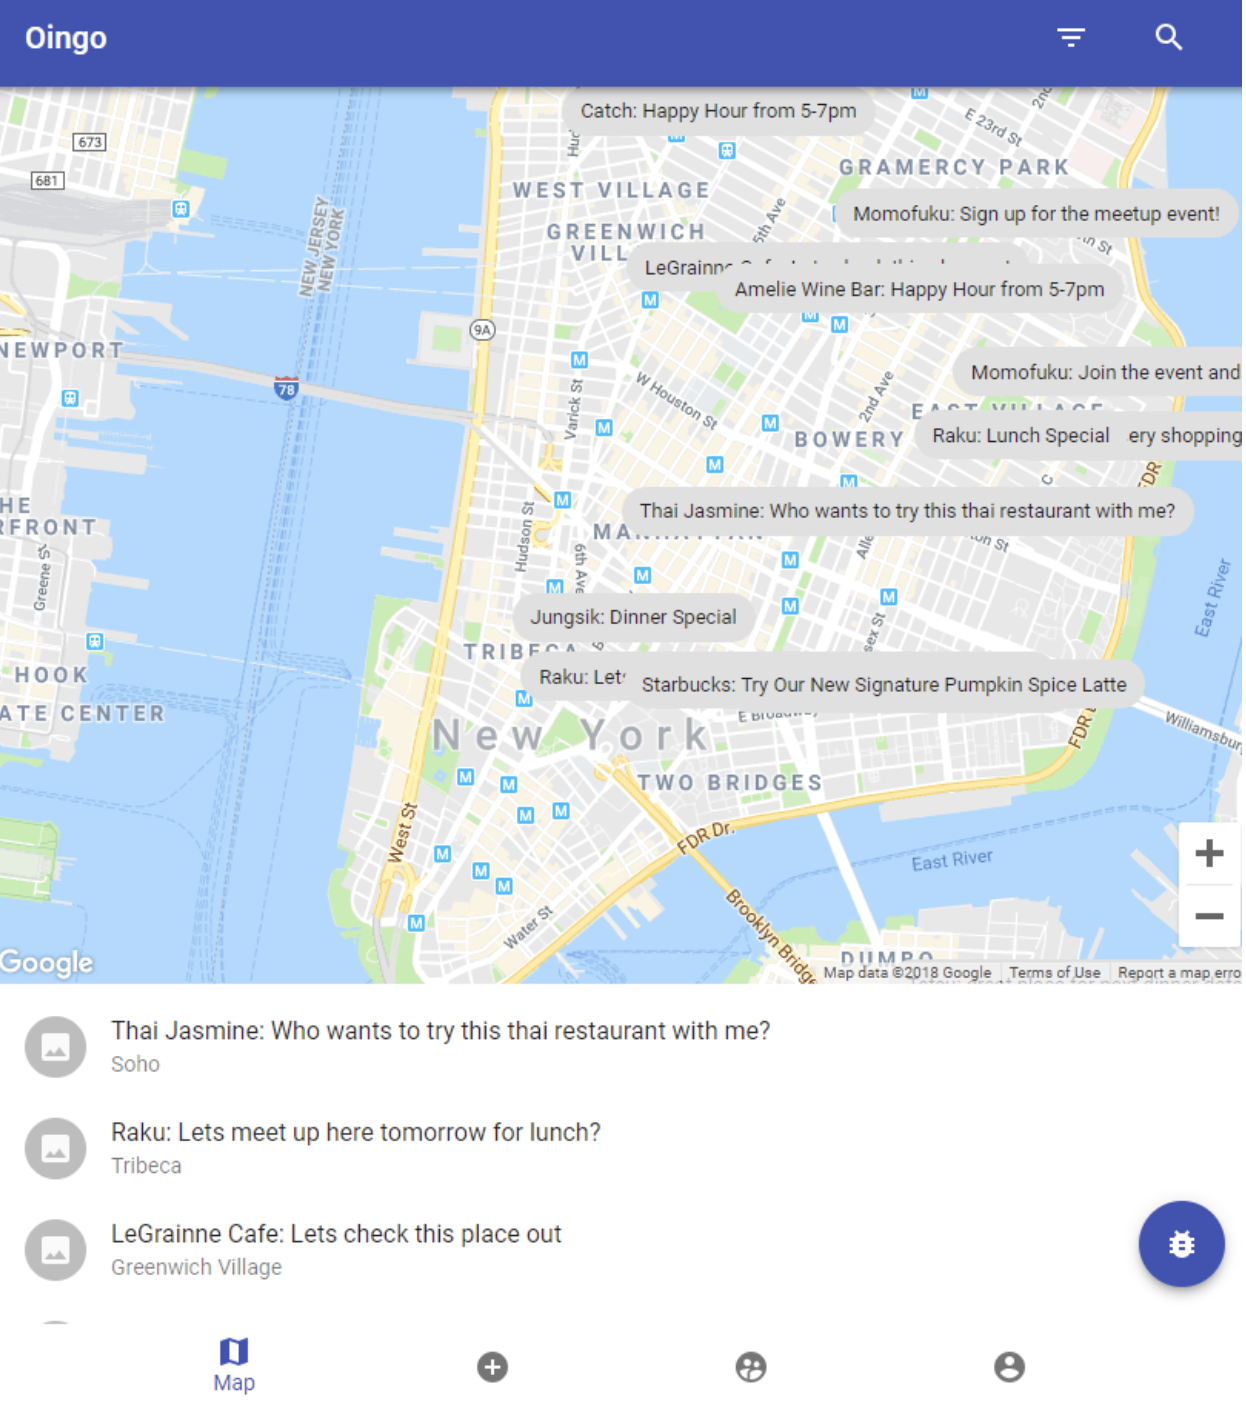 Oingo
Catch: Happy Hour from 5-7pm
E 23rd St
673
681
GRAMERCY PARK
WEST VILLAGE
NEW JERSEY
NEW YORK
5th Ave
Momofuku: Sign up for the meetup event!
GREENWICH
VILL
LeGrainne
Amelie Wine Bar: Happy Hour from 5-7pm
9A
NEWPORT
78
Momofuku: Join the event and
W Houston St
Varick St
2nd Ave
EAST VILLAGE
BOWERY
Raku: Lunch Special
ery shopping
FDR
C
HE
RFRONT
Thai Jasmine: Who wants to try this thai restaurant with me?
MANHATTAN
Hudson St
6th Ave
Greene St
East River
Jungsik: Dinner Special
TRIBECA
HOOK
Raku: Lets
Starbucks: Try Our New Signature Pumpkin Spice Latte
ATE CENTER
E Broadway
New York
FDR
Williamsbur
TWO BRIDGES
West St
FDR Dr.
East River
Brooklyn Bridge
Water St
+
−
DUMBO
Google
Map data ©2018 Google
Terms of Use
Report a map erro
Thai Jasmine: Who wants to try this thai restaurant with me?
Soho
Raku: Lets meet up here tomorrow for lunch?
Tribeca
LeGrainne Cafe: Lets check this place out
Greenwich Village
Map